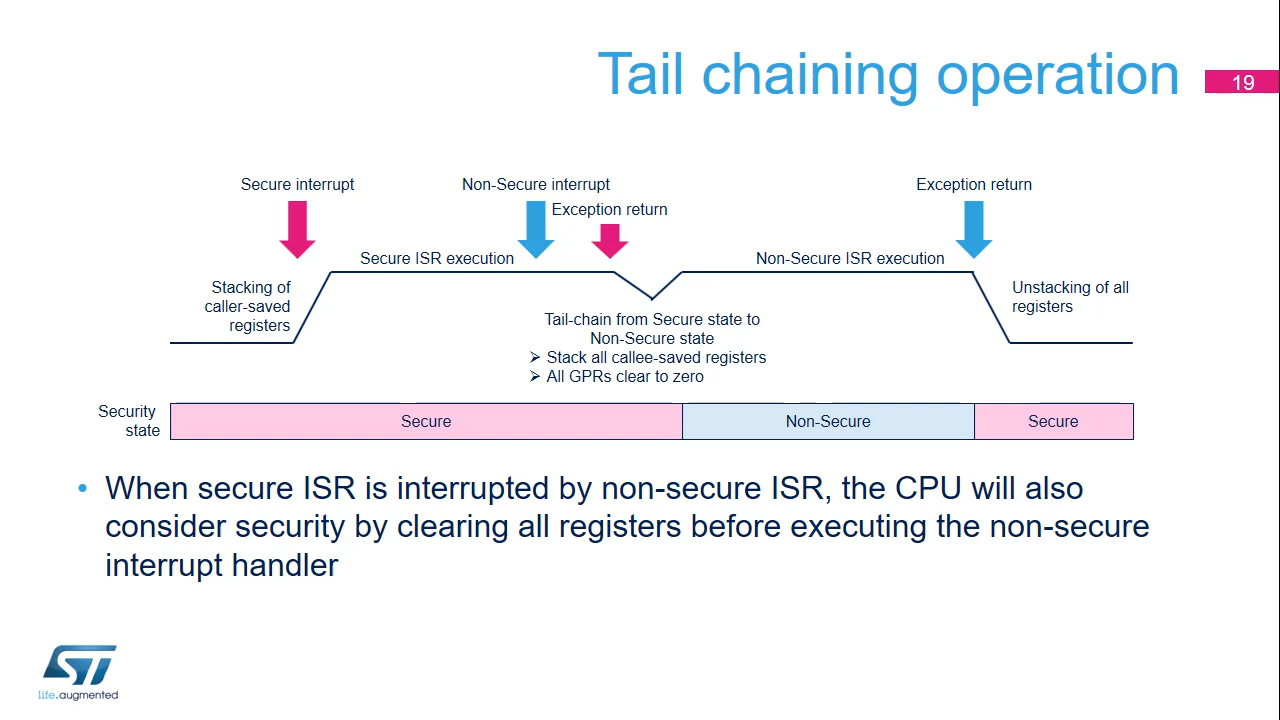 Tail chaining operation
19
Secure interrupt
Non-Secure interrupt
Exception return
Exception return
Secure ISR execution
Non-Secure ISR execution
Stacking of
caller-saved
registers
Unstacking of all
registers
Tail-chain from Secure state to
Non-Secure state
➢ Stack all callee-saved registers
➢ All GPRs clear to zero
Security
state
Secure
Non-Secure
Secure
• When secure ISR is interrupted by non-secure ISR, the CPU will also
consider security by clearing all registers before executing the non-secure
interrupt handler
ST
life.augmented